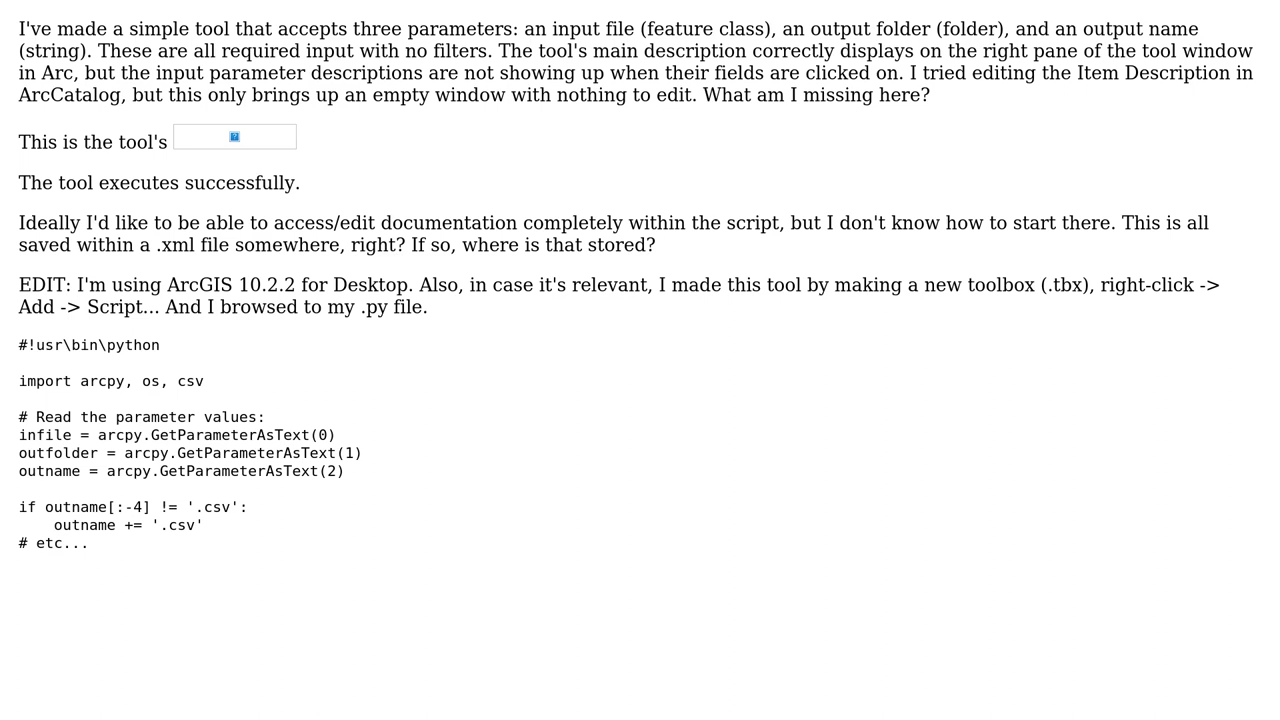 I've made a simple tool that accepts three parameters: an input file (feature class), an output folder (folder), and an output name
(string). These are all required input with no filters. The tool's main description correctly displays on the right pane of the tool window
in Arc, but the input parameter descriptions are not showing up when their fields are clicked on. I tried editing the Item Description in
ArcCatalog, but this only brings up an empty window with nothing to edit. What am I missing here?
This is the tool's
The tool executes successfully.
Ideally I'd like to be able to access/edit documentation completely within the script, but I don't know how to start there. This is all
saved within a .xml file somewhere, right? If so, where is that stored?
EDIT: I'm using ArcGIS 10.2.2 for Desktop. Also, in case it's relevant, I made this tool by making a new toolbox (.tbx), right-click ->
Add -> Script... And I browsed to my .py file.
#!usr\bin\python
import arcpy, os, csv
# Read the parameter values:
infile = arcpy.GetParameterAsText(0)
outfolder = arcpy.GetParameterAsText(1)
outname = arcpy.GetParameterAsText(2)
if outname[:-4] != '.csv':
    outname += '.csv'
# etc...